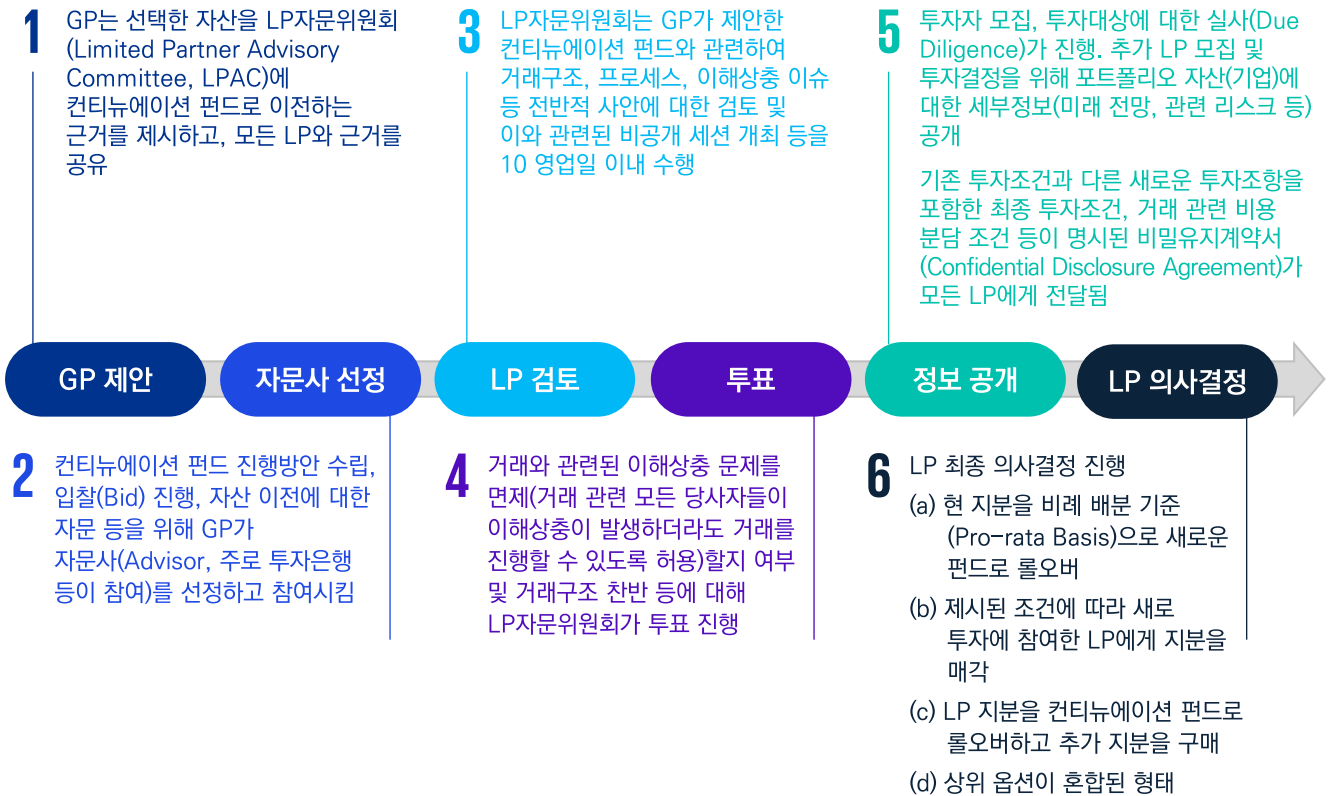 1
GP는 선택한 자산을 LP자문위원회
(Limited Partner Advisory
Committee, LPAC)에
컨티뉴에이션 펀드로 이전하는
근거를 제시하고, 모든 LP와 근거를
공유
3
LP자문위원회는 GP가 제안한
컨티뉴에이션 펀드와 관련하여
거래구조, 프로세스, 이해상충 이슈
등 전반적 사안에 대한 검토 및
이와 관련된 비공개 세션 개최 등을
10 영업일 이내 수행
5
투자자 모집, 투자대상에 대한 실사(Due
Diligence)가 진행. 추가 LP 모집 및
투자결정을 위해 포트폴리오 자산(기업)에
대한 세부정보(미래 전망, 관련 리스크 등)
공개
기존 투자조건과 다른 새로운 투자조항을
포함한 최종 투자조건, 거래 관련 비용
분담 조건 등이 명시된 비밀유지계약서
(Confidential Disclosure Agreement)가
모든 LP에게 전달됨
GP 제안
자문사 선정
LP 검토
투표
정보 공개
LP 의사결정
2
컨티뉴에이션 펀드 진행방안 수립,
입찰(Bid) 진행, 자산 이전에 대한
자문 등을 위해 GP가
자문사(Advisor, 주로 투자은행
등이 참여)를 선정하고 참여시킴
4
거래와 관련된 이해상충 문제를
면제(거래 관련 모든 당사자들이
이해상충이 발생하더라도 거래를
진행할 수 있도록 허용)할지 여부
및 거래구조 찬반 등에 대해
LP자문위원회가 투표 진행
6
LP 최종 의사결정 진행
(a) 현 지분을 비례 배분 기준
(Pro-rata Basis)으로 새로운
펀드로 롤오버
(b) 제시된 조건에 따라 새로
투자에 참여한 LP에게 지분을
매각
(c) LP 지분을 컨티뉴에이션 펀드로
롤오버하고 추가 지분을 구매
(d) 상위 옵션이 혼합된 형태